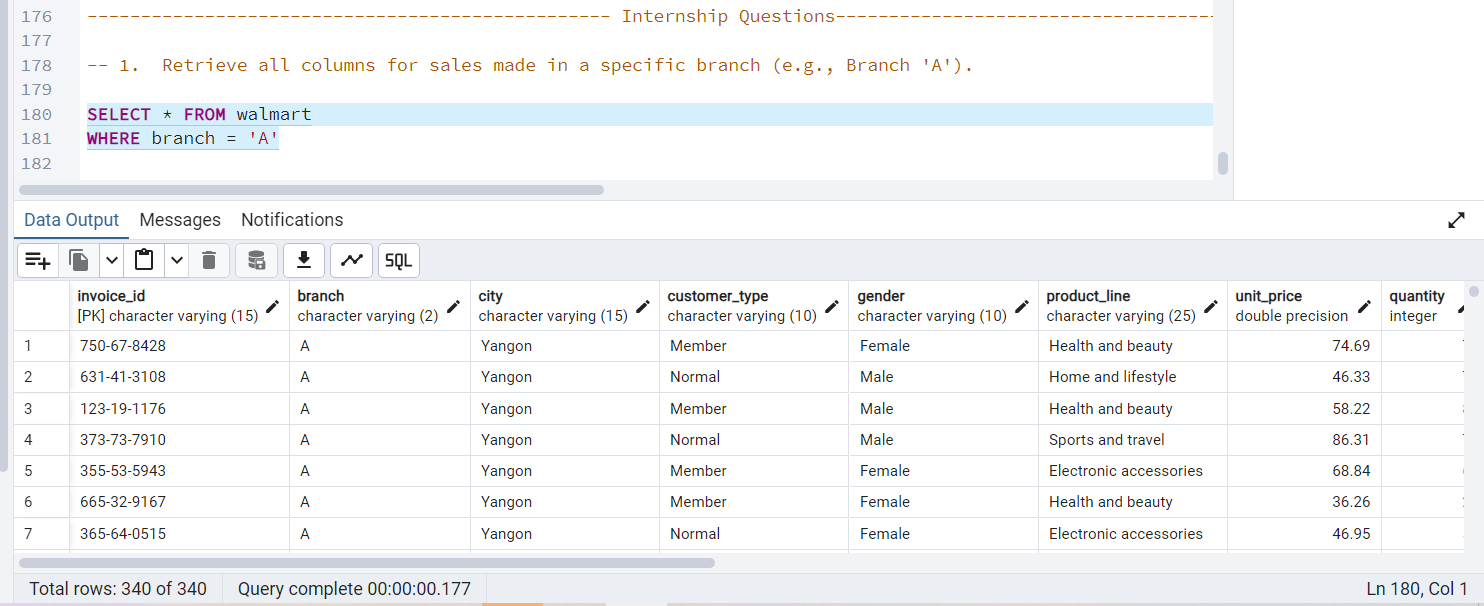 176 ------------------------------------------------- Internship Questions-----------------------------------
177
178 -- 1.  Retrieve all columns for sales made in a specific branch (e.g., Branch 'A').
179
180 SELECT * FROM walmart
181 WHERE branch = 'A'
182
Data Output Messages Notifications
SQL
invoice_id branch city customer_type gender product_line unit_price quantity
[PK] character varying (15) character varying (2) character varying (15) character varying (10) character varying (10) character varying (25) double precision integer
1 750-67-8428 A Yangon Member Female Health and beauty 74.69
2 631-41-3108 A Yangon Normal Male Home and lifestyle 46.33
3 123-19-1176 A Yangon Member Male Health and beauty 58.22
4 373-73-7910 A Yangon Normal Male Sports and travel 86.31
5 355-53-5943 A Yangon Member Female Electronic accessories 68.84
6 665-32-9167 A Yangon Member Female Health and beauty 36.26
7 365-64-0515 A Yangon Normal Female Electronic accessories 46.95
Total rows: 340 of 340 Query complete 00:00:00.177 Ln 180, Col 1